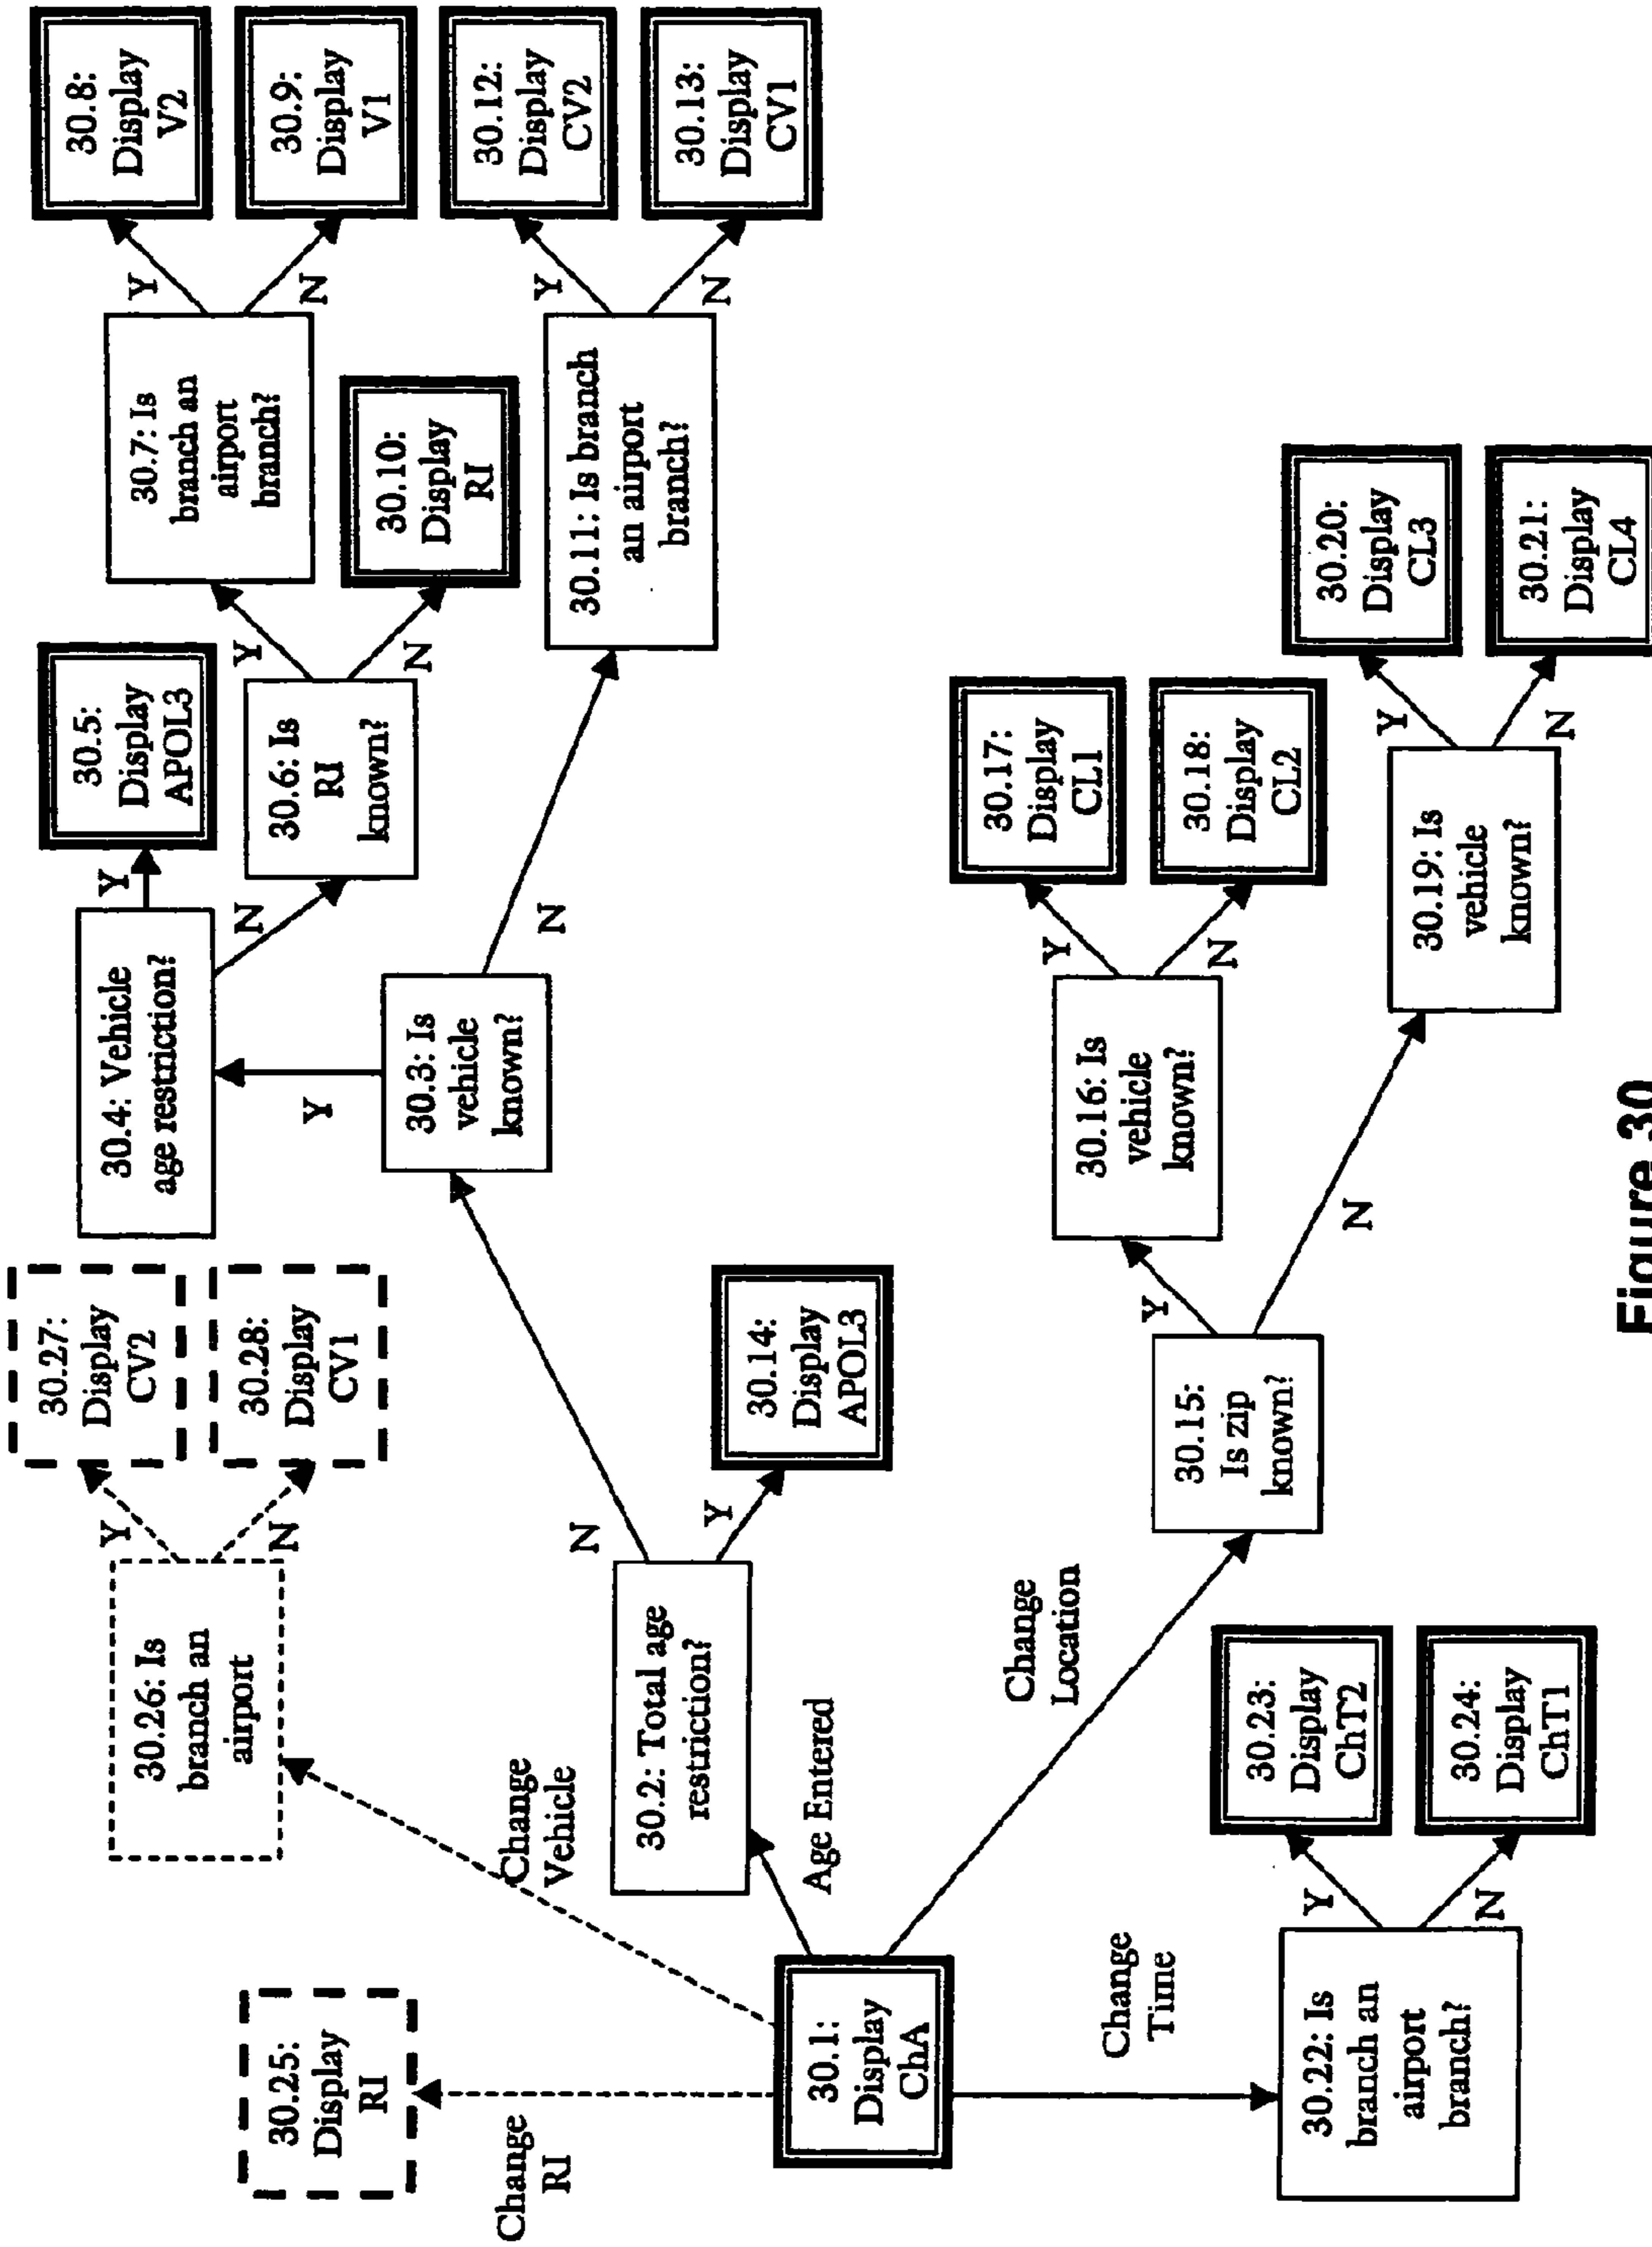 30.25:
Display
RI
Change
RI
30.26: Is
branch an
airport
Y
N
30.27:
Display
CV2
30.28:
Display
CV1
Change
Vehicle
30.4: Vehicle
age restriction?
Y
N
30.5:
Display
APOL3
30.6: Is
RI
known?
Y
N
30.7: Is
branch an
airport
branch?
Y
N
30.8:
Display
V2
30.9:
Display
V1
30.10:
Display
RI
Y
30.3: Is
vehicle
known?
N
30.11: Is branch
an airport
branch?
Y
N
30.12:
Display
CV2
30.13:
Display
CV1
30.2: Total age
restriction?
N
Y
30.14:
Display
APOL3
Age Entered
30.1:
Display
ChA
Change
Location
30.15:
Is zip
known?
Y
N
30.16: Is
vehicle
known?
Y
N
30.17:
Display
CL1
30.18:
Display
CL2
30.19: Is
vehicle
known?
Y
N
30.20:
Display
CL3
30.21:
Display
CL4
Change
Time
30.22: Is
branch an
airport
branch?
Y
N
30.23:
Display
ChT2
30.24:
Display
ChT1
Figure 30